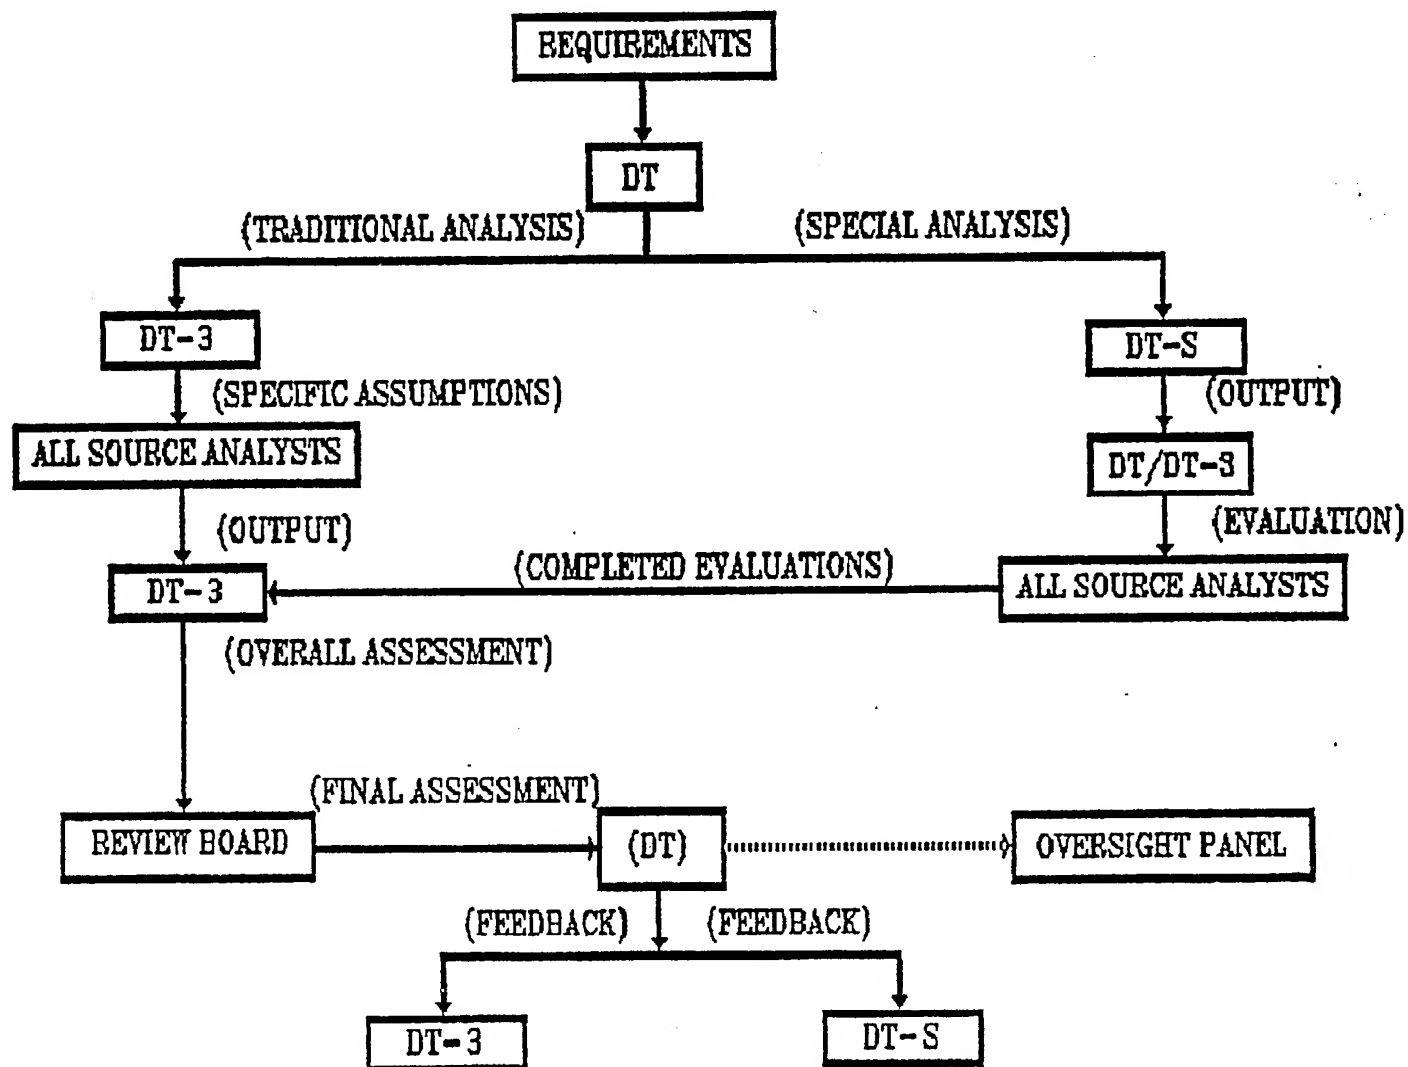 REQUIREMENTS
DT
(TRADITIONAL ANALYSIS)
(SPECIAL ANALYSIS)
DT-3
DT-S
(SPECIFIC ASSUMPTIONS)
(OUTPUT)
ALL SOURCE ANALYSTS
DT/DT-3
(OUTPUT)
(EVALUATION)
DT-3
(COMPLETED EVALUATIONS)
ALL SOURCE ANALYSTS
(OVERALL ASSESSMENT)
(FINAL ASSESSMENT)
REVIEW BOARD
(DT)
OVERSIGHT PANEL
(FEEDBACK)
(FEEDBACK)
DT-3
DT-S